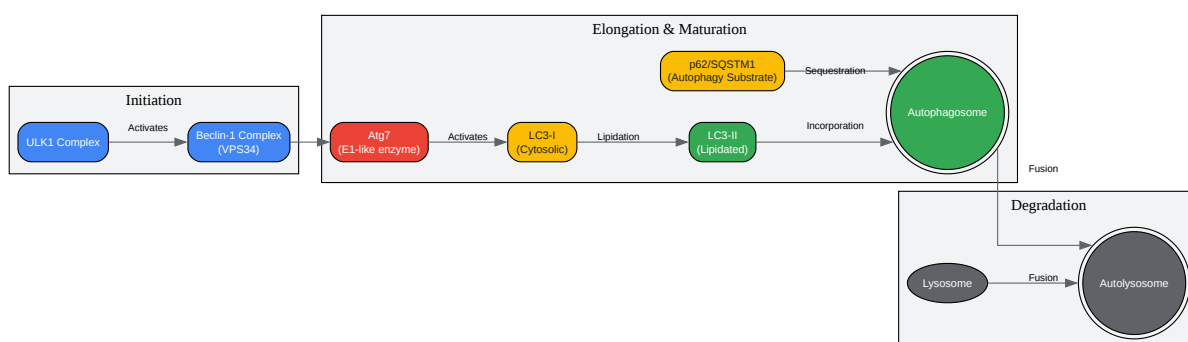 Elongation & Maturation
p62/SQSTM1
(Autophagy Substrate)
Sequestration
Autophagosome
Initiation
ULK1 Complex
Activates
Beclin-1 Complex
(VPS34)
Atg7
(E1-like enzyme)
Activates
LC3-I
(Cytosolic)
Lipidation
LC3-II
(Lipidated)
Incorporation
Fusion
Degradation
Lysosome
Fusion
Autolysosome